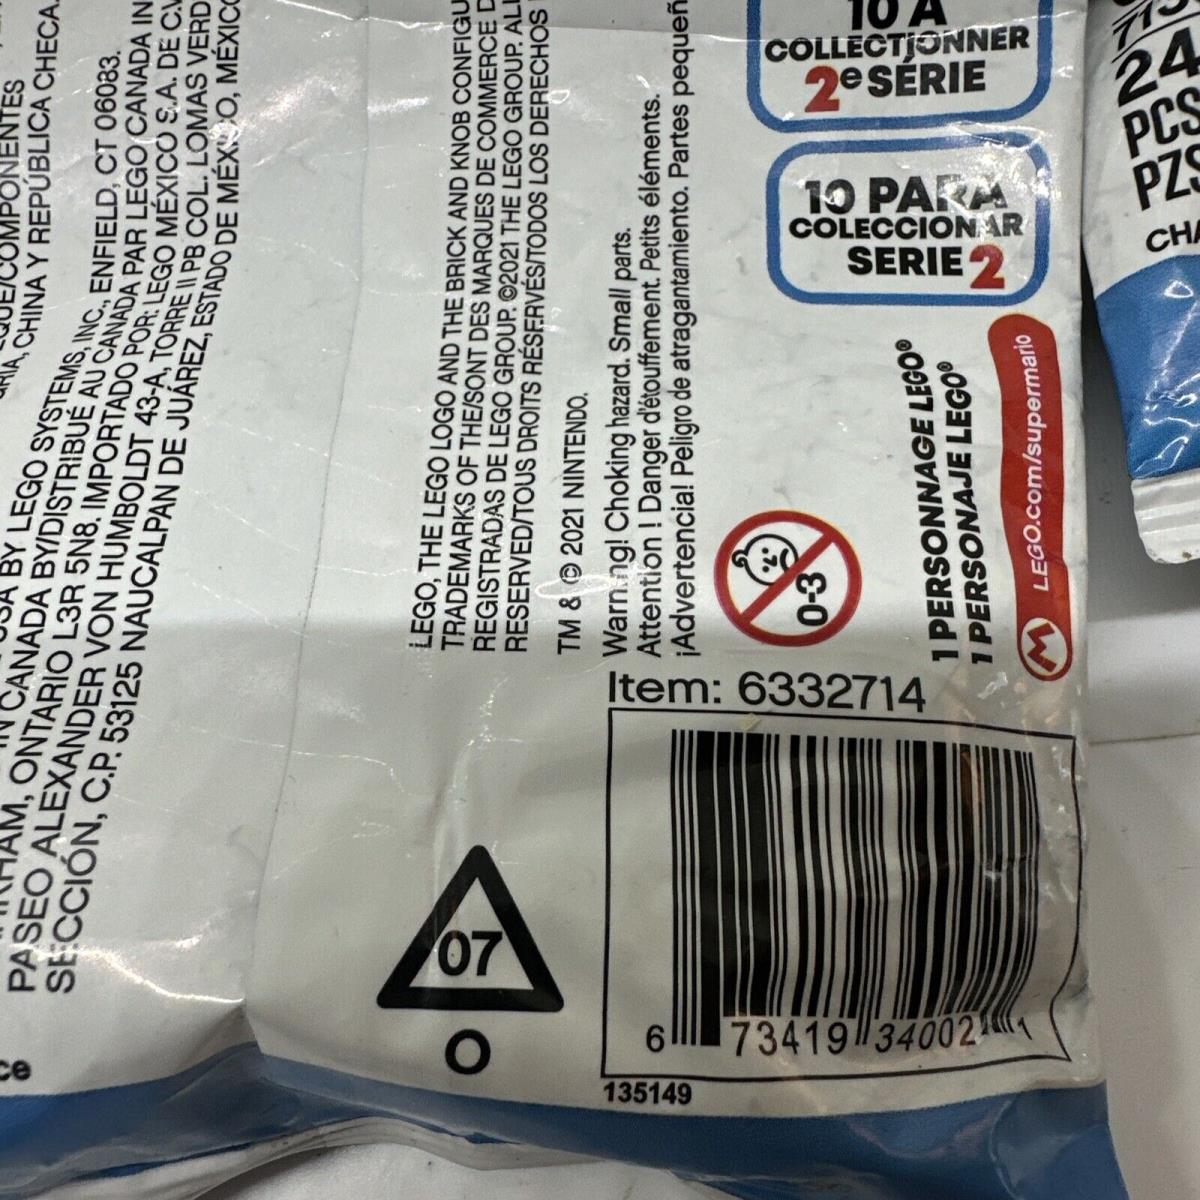 10 A
COLLECTIONNER
2e SÉRIE
10 PARA
COLECCIONAR
SERIE 2
24
PCS
PZS
CHA
GRIA, CHINA Y REPÚBLICA CHECA.
USA BY LEGO SYSTEMS, INC., ENFIELD, CT 06083.
IN CANADA BY/DISTRIBUÉ AU CANADA PAR LEGO CANADA IN
ONTARIO L3R 5N8. IMPORTADO POR: LEGO MÉXICO S.A. DE C.V
PASEO ALEXANDER VON HUMBOLDT 43-A, TORRE II PB COL. LOMAS VERD
SECCIÓN, C.P. 53125 NAUCALPAN DE JUÁREZ, ESTADO DE MÉXICO, MÉXICO
LEGO, THE LEGO LOGO AND THE BRICK AND KNOB CONFIGU
TRADEMARKS OF THE/SONT DES MARQUES DE COMMERCE D
REGISTRADAS DE LEGO GROUP. ©2021 THE LEGO GROUP. ALL
RESERVED/TOUS DROITS RÉSERVÉS/TODOS LOS DERECHOS
TM & © 2021 NINTENDO.
Warning! Choking hazard. Small parts.
Attention ! Danger d'étouffement. Petits éléments.
¡Advertencia! Peligro de atragantamiento. Partes pequeñ
0-3
1 PERSONNAGE LEGO®
1 PERSONAJE LEGO®
M LEGO.com/supermario
Item: 6332714
07
O
6 73419 34002 1
135149
ce